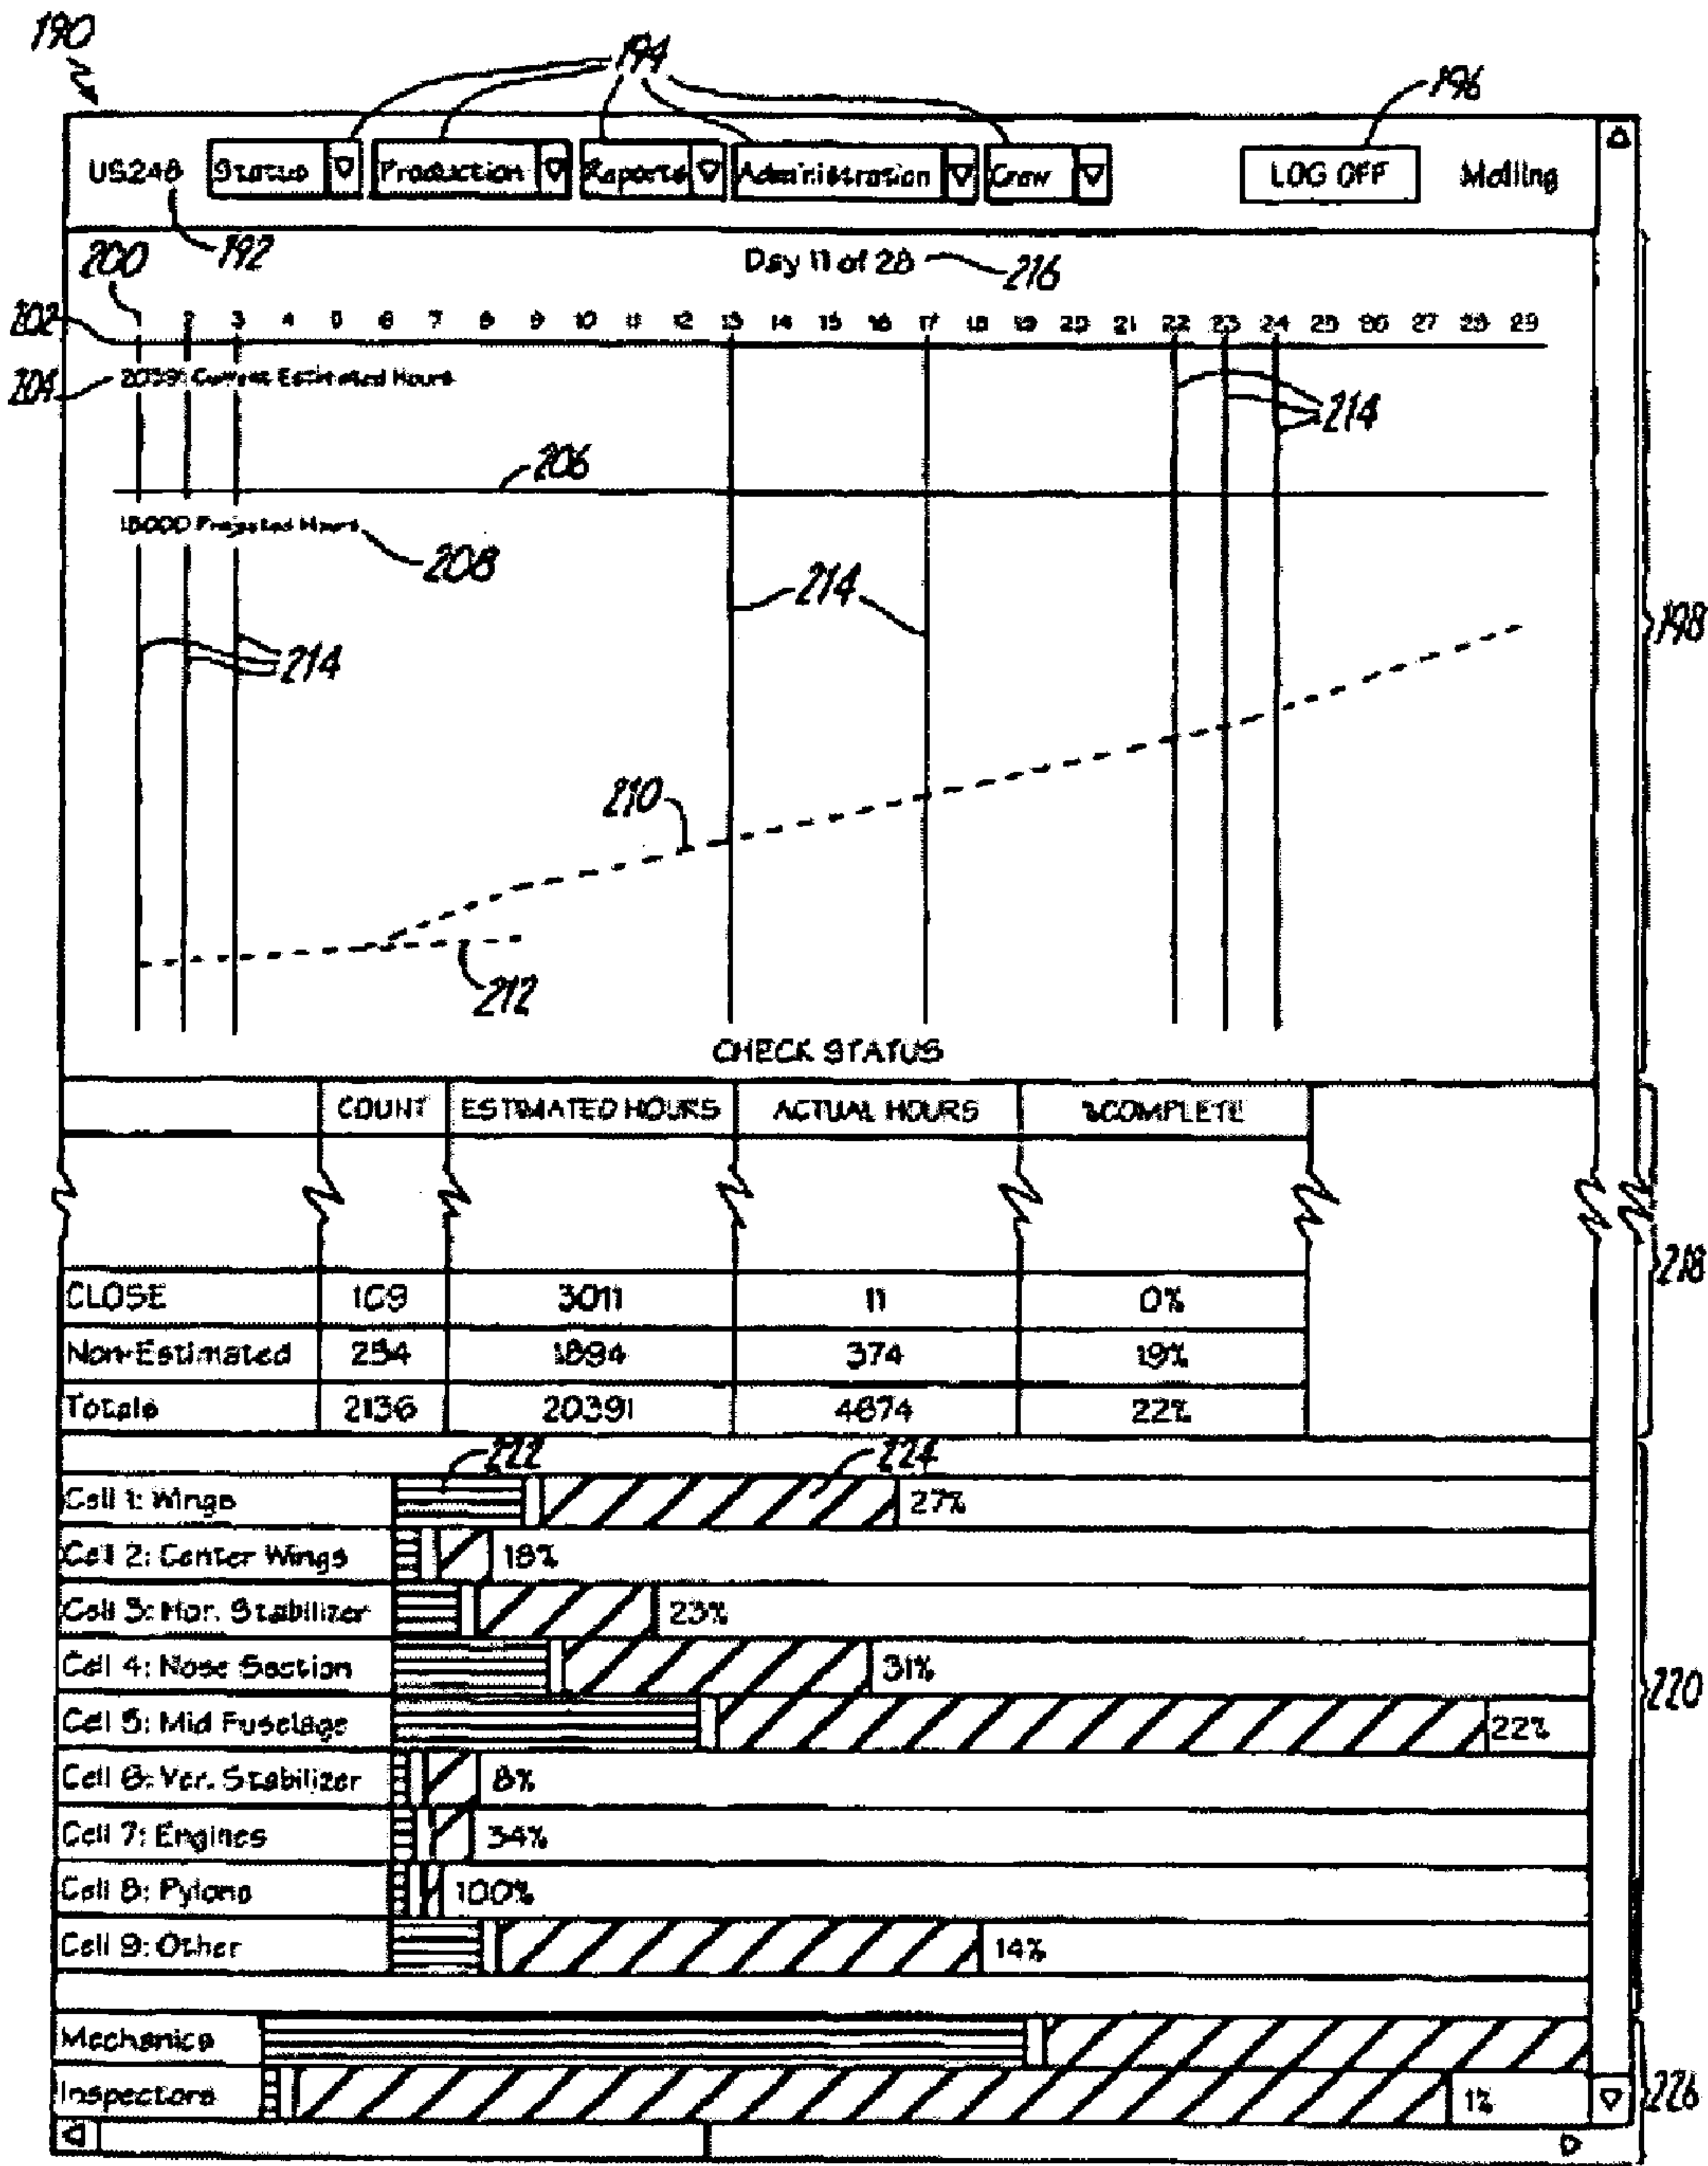 190
194
196
US248 Status Production Reports Administration Crew LOG OFF
192
200
Day 11 of 28
216
202
1 2 3 4 5 6 7 8 9 10 11 12 13 14 15 16 17 18 19 20 21 22 23 24 25 26 27 28 29
204
20391 Current Estimated Hours
214
206
18000 Projected Hours
208
214
198
214
210
212
CHECK STATUS
COUNT ESTIMATED HOURS ACTUAL HOURS %COMPLETE
218
CLOSE 109 3011 11 0%
Non-Estimated 254 1894 374 19%
Totals 2136 20391 4674 22%
222
224
Cell 1: Wings 27%
Cell 2: Center Wings 18%
Cell 3: Hor. Stabilizer 23%
Cell 4: Nose Section 31%
220
Cell 5: Mid Fuselage 22%
Cell 6: Ver. Stabilizer 8%
Cell 7: Engines 34%
Cell 8: Pylons 100%
Cell 9: Other 14%
Mechanics
Inspectors 1%
226